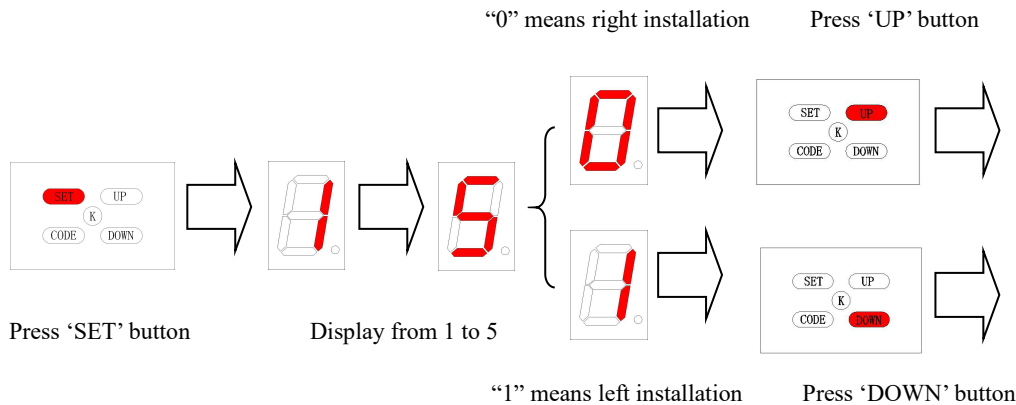 “0” means right installation Press ‘UP’ button
SET UP
K
CODE DOWN
SET UP
K
CODE DOWN
SET UP
K
CODE DOWN
Press ‘SET’ button Display from 1 to 5
“1” means left installation Press ‘DOWN’ button